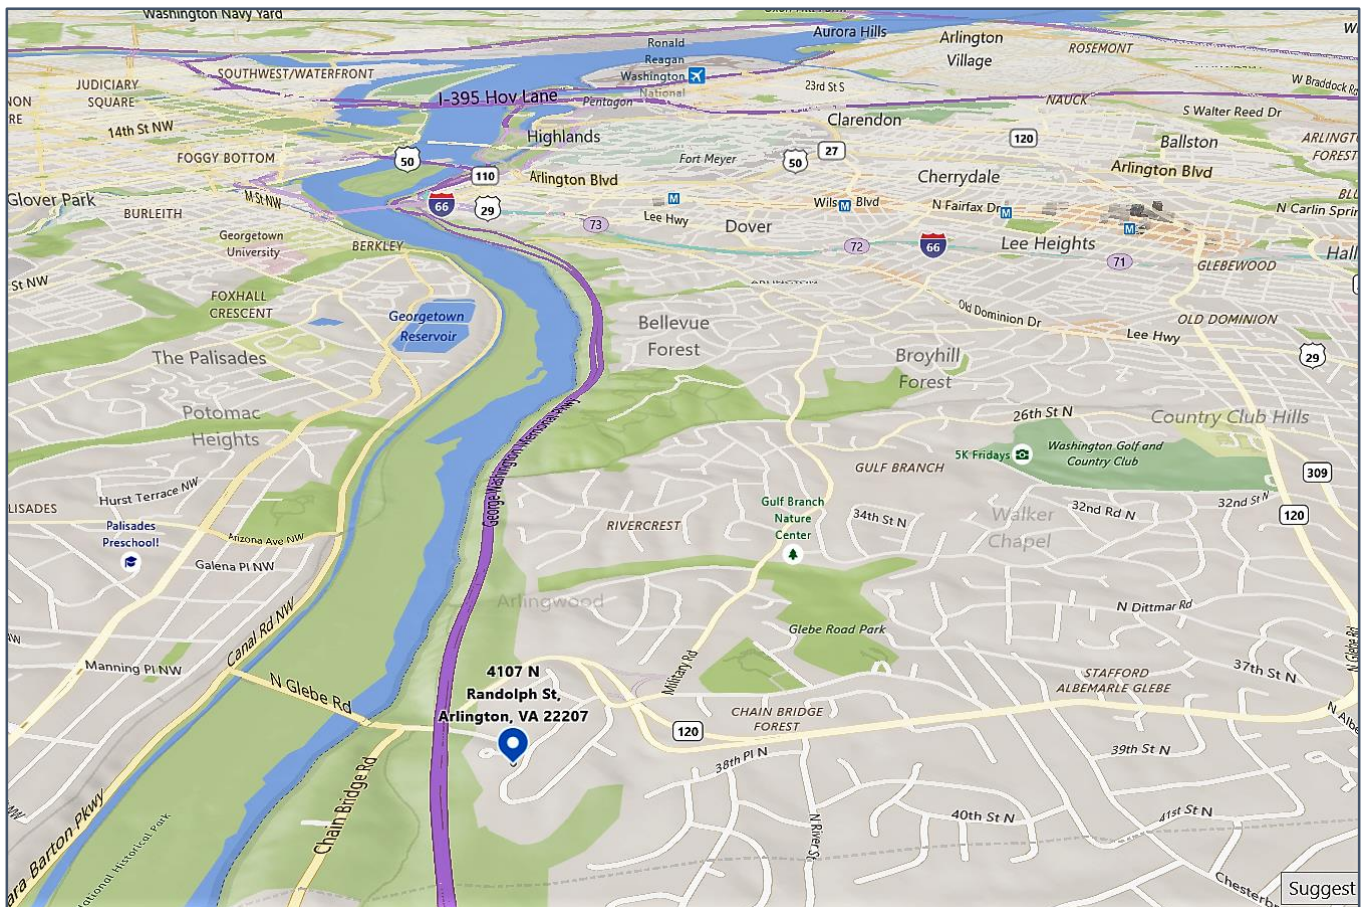 Washington Navy Yard
Aurora Hills
Arlington
Village
ROSEMONT
Ronald
Reagan
Washington
National
SOUTHWEST/WATERFRONT
JUDICIARY
SQUARE
I-395 Hov Lane
Pentagon
23rd St S
NAUCK
W Braddock Rd
S Walter Reed Dr
14th St NW
Highlands
Clarendon
120
Ballston
FOGGY BOTTOM
50
Fort Meyer
50
27
110
Arlington Blvd
Cherrydale
Arlington Blvd
Glover Park
M St NW
66
29
M
Wils
M
Blvd
N Fairfax Dr
M
BURLEITH
73
Lee Hwy
Dover
72
66
Lee Heights
M
71
Georgetown
University
BERKLEY
GLEBEWOOD
St NW
FOXHALL
CRESCENT
Georgetown
Reservoir
ARLINGTON
Old Dominion Dr
OLD DOMINION
Bellevue
Forest
Lee Hwy
29
The Palisades
Broyhill
Forest
Potomac
Heights
George Washington Memorial Pkwy
26th St N
Country Club Hills
5K Fridays
Washington Golf and
Country Club
GULF BRANCH
309
Hurst Terrace NW
LISADES
Palisades
Preschool!
Arizona Ave NW
Galena Pl NW
RIVERCREST
Gulf Branch
Nature
Center
34th St N
Walker
Chapel
32nd Rd N
32nd St N
120
Arlingwood
Canal Rd NW
N Dittmar Rd
Glebe Road Park
N Glebe Rd
Manning Pl NW
N Glebe Rd
4107 N
Randolph St,
Arlington, VA 22207
Military Rd
STAFFORD
ALBEMARLE GLEBE
37th St N
CHAIN BRIDGE
FOREST
120
38th Pl N
39th St N
Chain Bridge Rd
N River St
40th St N
41st St N
ara Barton Pkwy
ational Historical Park
Suggest